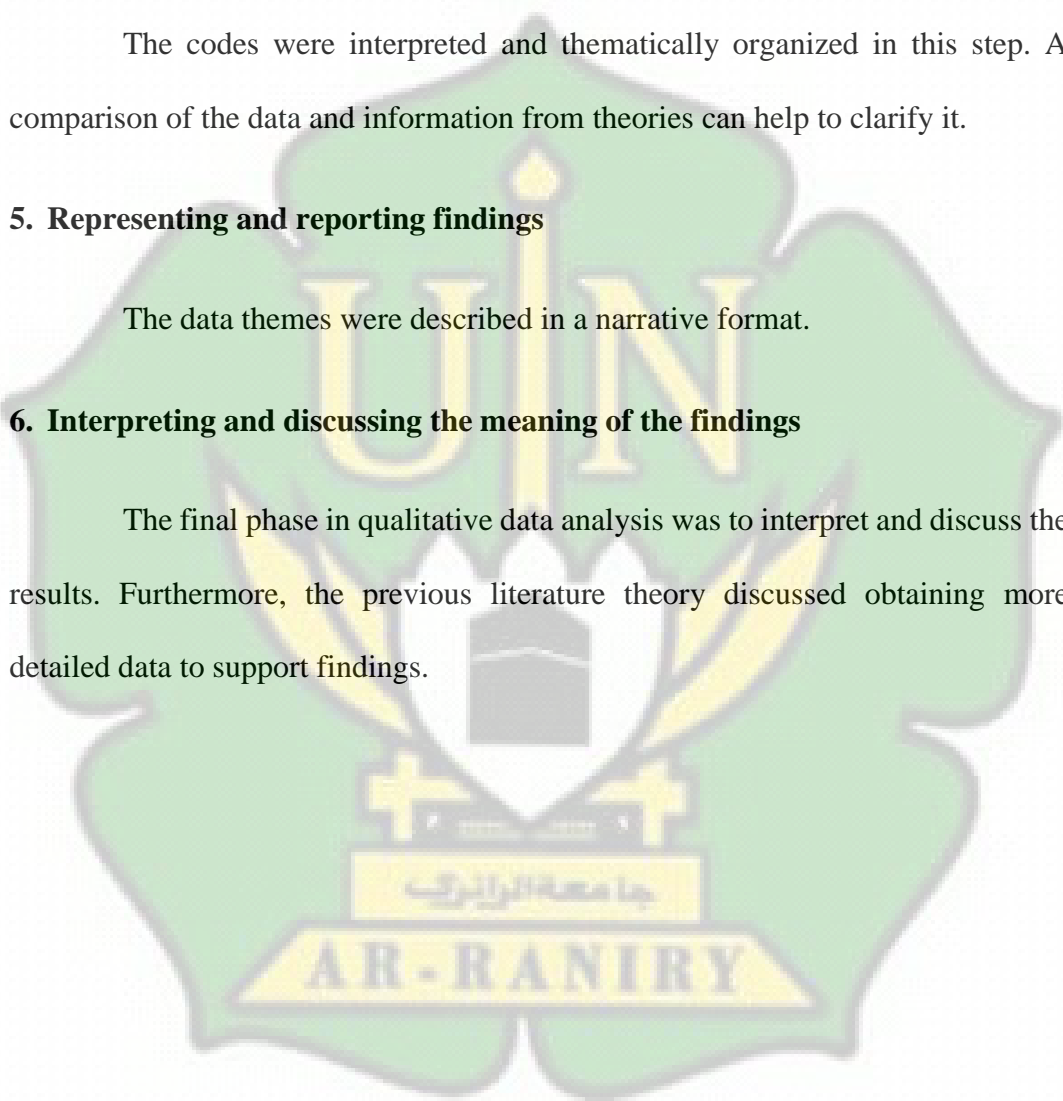 The codes were interpreted and thematically organized in this step. A
comparison of the data and information from theories can help to clarify it.
5. Representing and reporting findings
The data themes were described in a narrative format.
6. Interpreting and discussing the meaning of the findings
The final phase in qualitative data analysis was to interpret and discuss the
results. Furthermore, the previous literature theory discussed obtaining more
detailed data to support findings.
UIN
جامعةالرانري
AR-RANIRY